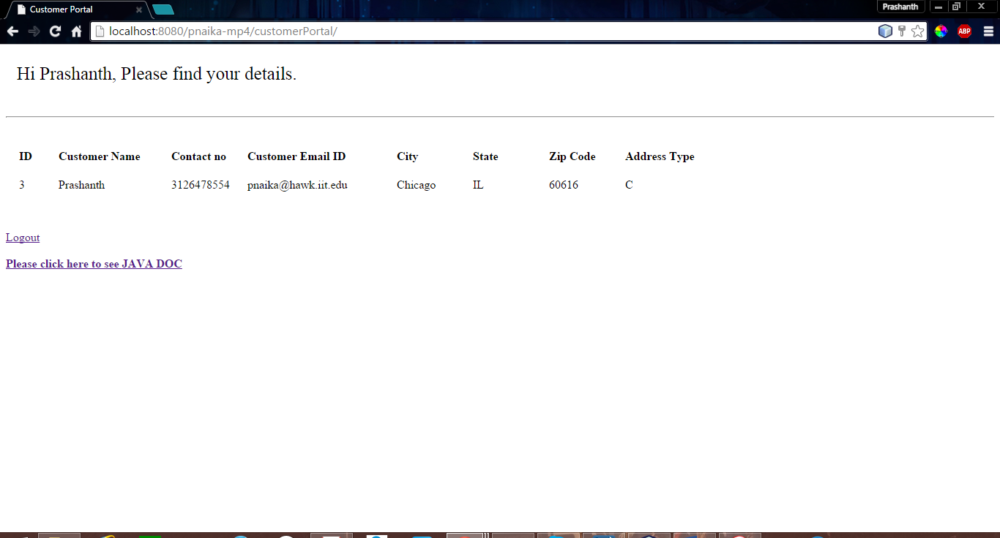 Customer Portal
Prashanth
localhost:8080/pnaika-mp4/customerPortal/
ABP
Hi Prashanth, Please find your details.
ID Customer Name Contact no Customer Email ID City State Zip Code Address Type
3 Prashanth 3126478554 pnaika@hawk.iit.edu Chicago IL 60616 C
Logout
Please click here to see JAVA DOC